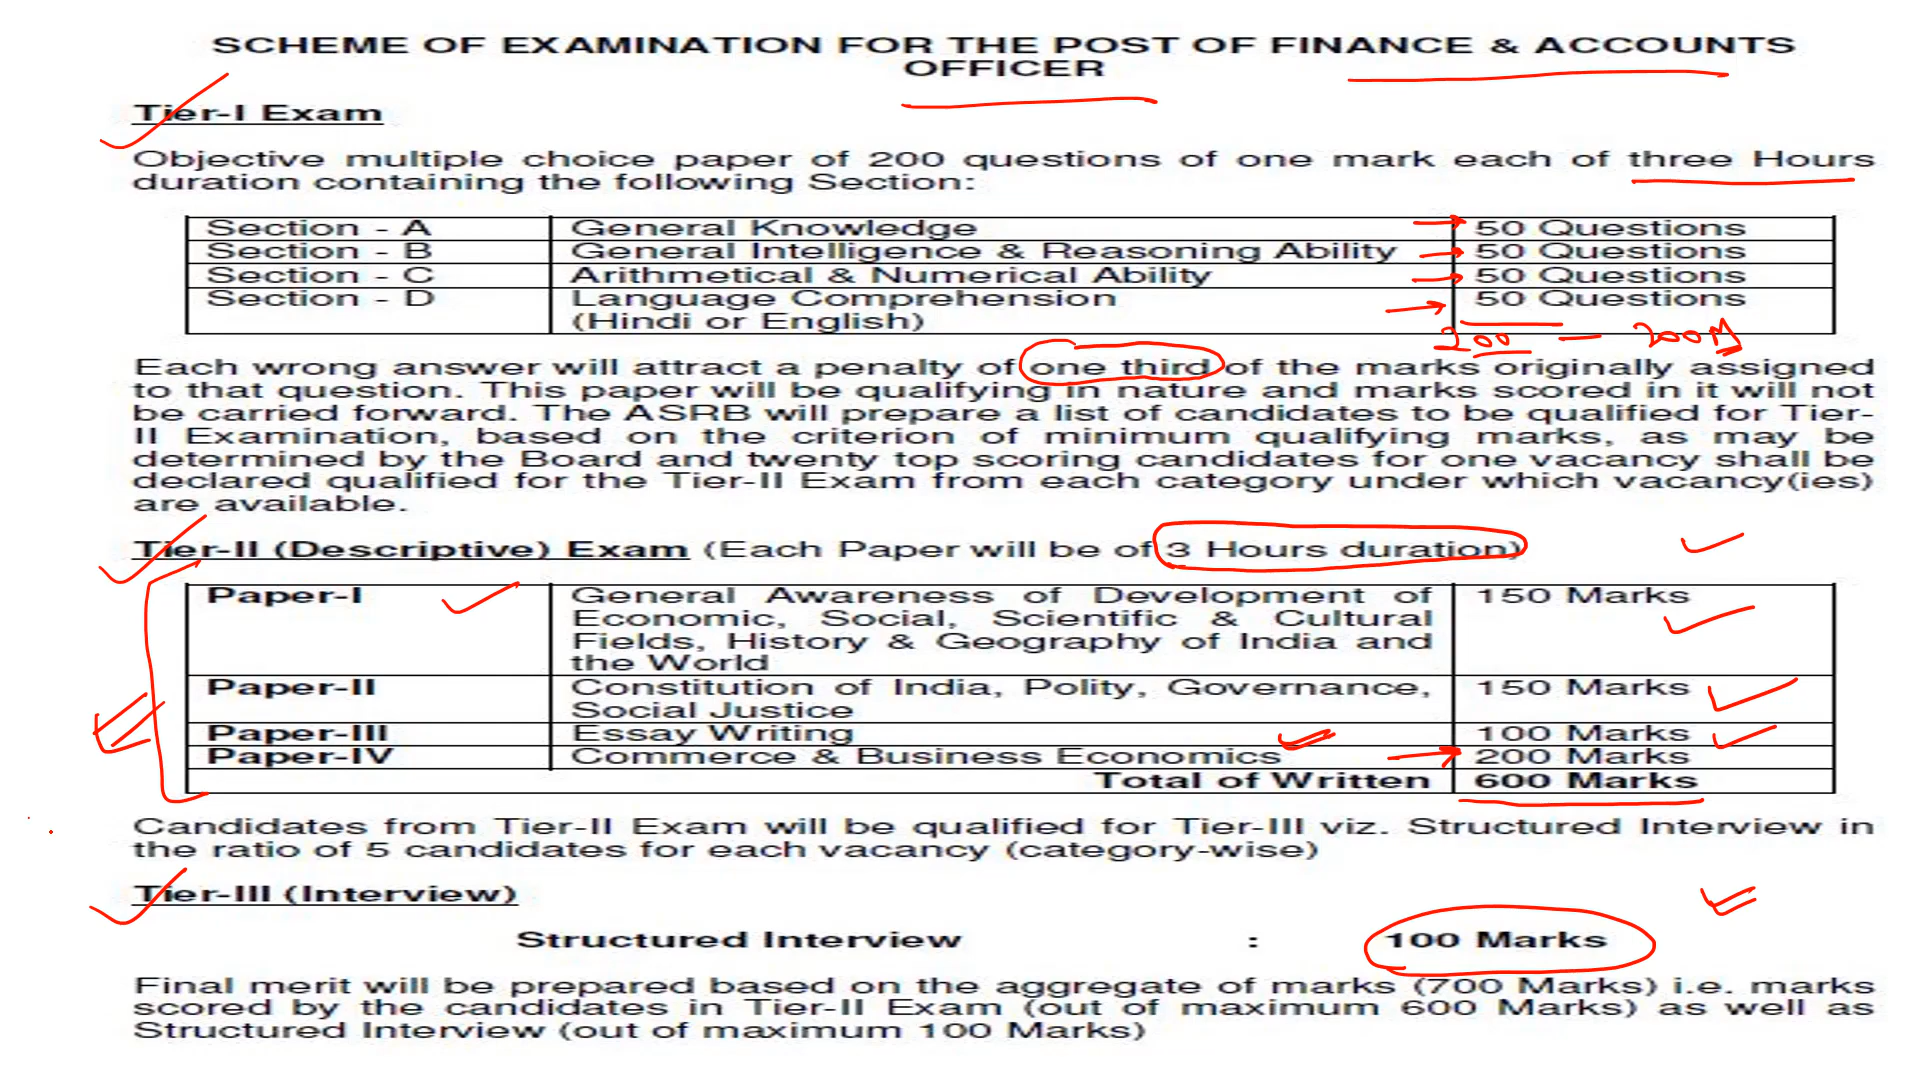 SCHEME OF EXAMINATION FOR THE POST OF FINANCE & ACCOUNTS
OFFICER
Tier-I Exam
Objective multiple choice paper of 200 questions of one mark each of three Hours
duration containing the following Section:
Section - A General Knowledge 50 Questions
Section - B General Intelligence & Reasoning Ability 50 Questions
Section - C Arithmetical & Numerical Ability 50 Questions
Section - D Language Comprehension 50 Questions
(Hindi or English)
200 — 200M
Each wrong answer will attract a penalty of one third of the marks originally assigned
to that question. This paper will be qualifying in nature and marks scored in it will not
be carried forward. The ASRB will prepare a list of candidates to be qualified for Tier-
II Examination, based on the criterion of minimum qualifying marks, as may be
determined by the Board and twenty top scoring candidates for one vacancy shall be
declared qualified for the Tier-II Exam from each category under which vacancy(ies)
are available.
Tier-II (Descriptive) Exam (Each Paper will be of 3 Hours duration)
Paper-I General Awareness of Development of 150 Marks
Economic, Social, Scientific & Cultural
Fields, History & Geography of India and
the World
Paper-II Constitution of India, Polity, Governance, 150 Marks
Social Justice
Paper-III Essay Writing 100 Marks
Paper-IV Commerce & Business Economics 200 Marks
Total of Written 600 Marks
Candidates from Tier-II Exam will be qualified for Tier-III viz. Structured Interview in
the ratio of 5 candidates for each vacancy (category-wise)
Tier-III (Interview)
Structured Interview : 100 Marks
Final merit will be prepared based on the aggregate of marks (700 Marks) i.e. marks
scored by the candidates in Tier-II Exam (out of maximum 600 Marks) as well as
Structured Interview (out of maximum 100 Marks)